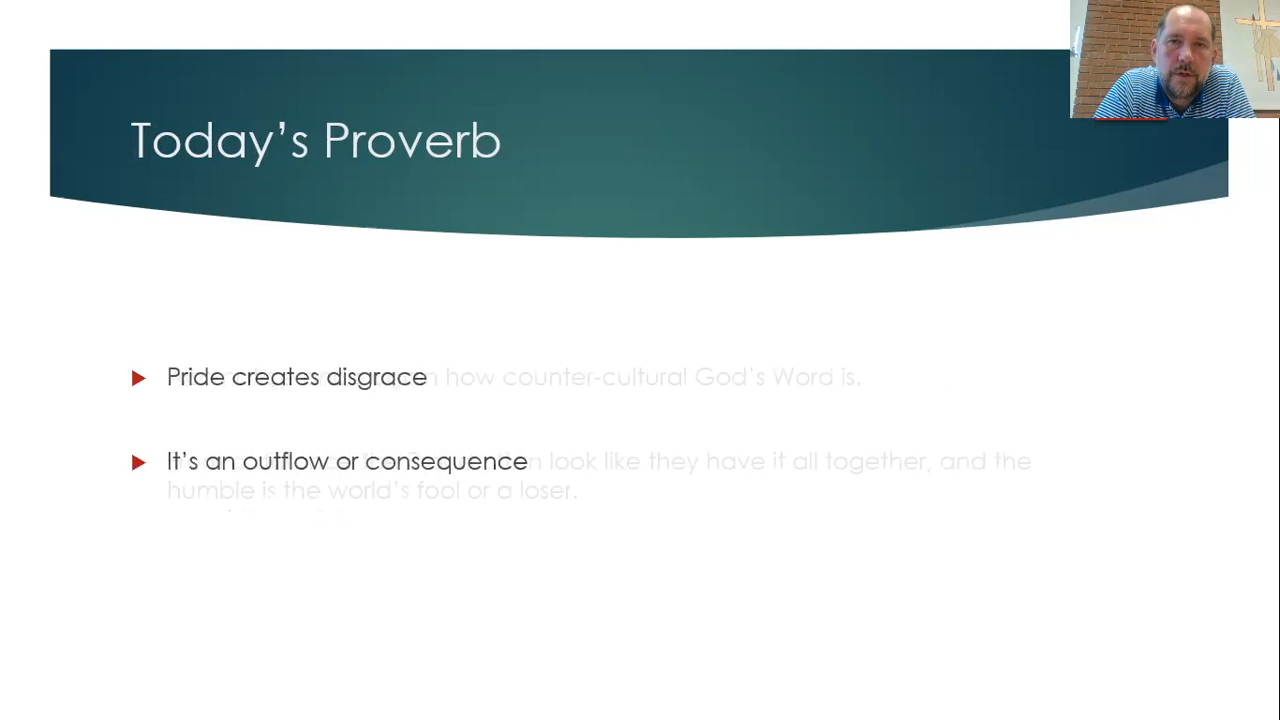 Today's Proverb
Pride creates disgrace
how counter-cultural God's Word is.
It's an outflow or consequence
look like they have it all together, and the
humble is the world's fool or a loser.